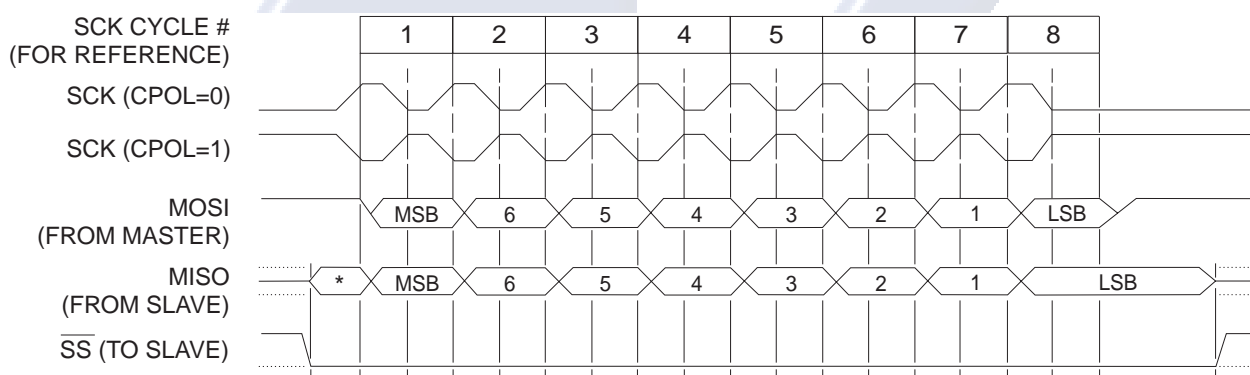 SCK CYCLE # 1 2 3 4 5 6 7 8
(FOR REFERENCE)
SCK (CPOL=0)
SCK (CPOL=1)
MOSI MSB 6 5 4 3 2 1 LSB
(FROM MASTER)
MISO * MSB 6 5 4 3 2 1 LSB
(FROM SLAVE)
SS (TO SLAVE)